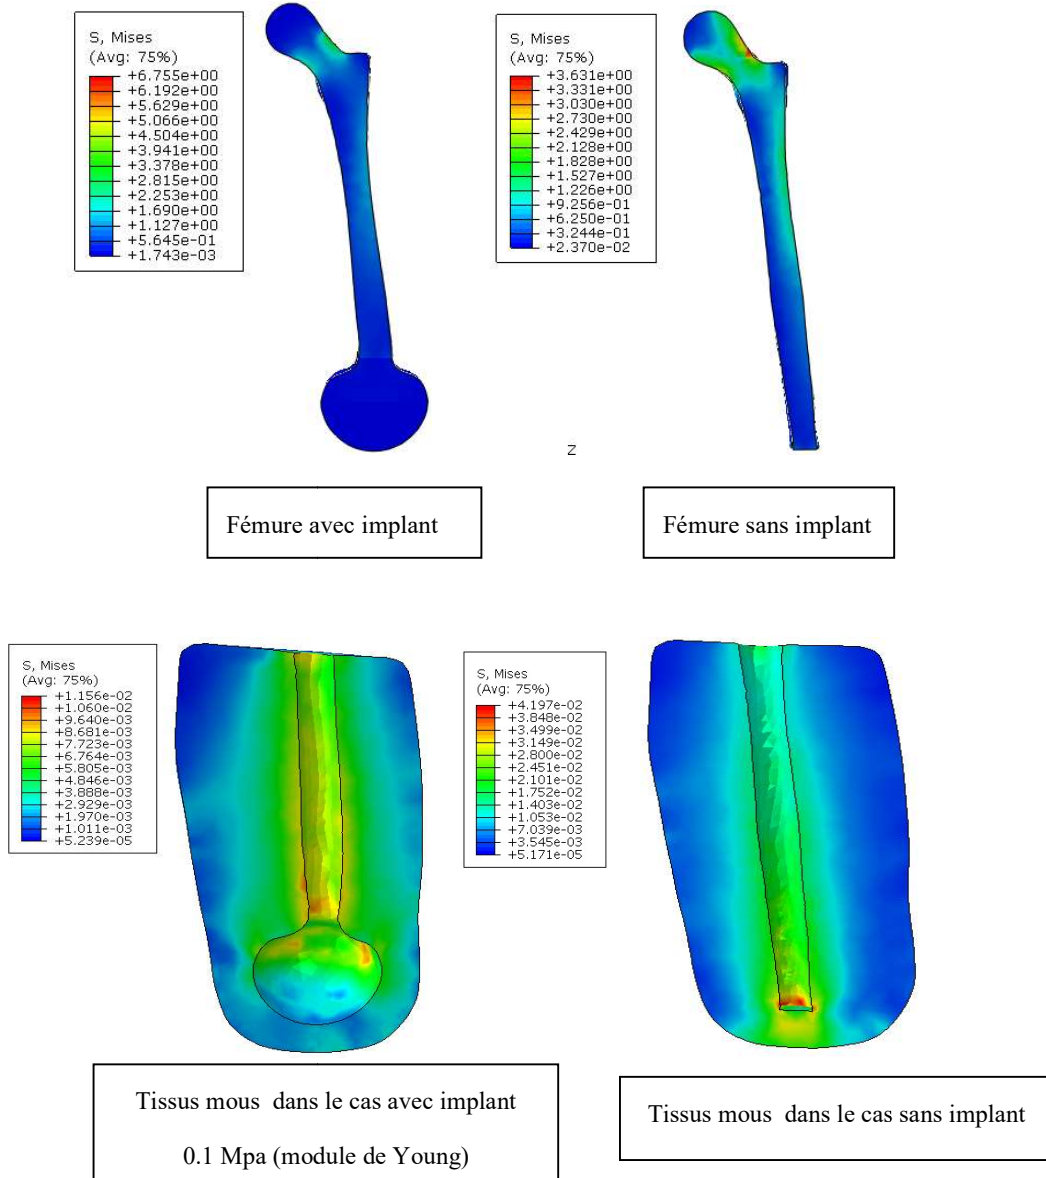 S, Mises
(Avg: 75%)
+6.755e+00
+6.192e+00
+5.629e+00
+5.066e+00
+4.504e+00
+3.941e+00
+3.378e+00
+2.815e+00
+2.253e+00
+1.690e+00
+1.127e+00
+5.645e-01
+1.743e-03
S, Mises
(Avg: 75%)
+3.631e+00
+3.331e+00
+3.030e+00
+2.730e+00
+2.429e+00
+2.128e+00
+1.828e+00
+1.527e+00
+1.226e+00
+9.256e-01
+6.250e-01
+3.244e-01
+2.370e-02
Z
Fémure avec implant
Fémure sans implant
S, Mises
(Avg: 75%)
+1.156e-02
+1.060e-02
+9.640e-03
+8.681e-03
+7.723e-03
+6.764e-03
+5.805e-03
+4.846e-03
+3.888e-03
+2.929e-03
+1.970e-03
+1.011e-03
+5.239e-05
S, Mises
(Avg: 75%)
+4.197e-02
+3.848e-02
+3.499e-02
+3.149e-02
+2.800e-02
+2.451e-02
+2.101e-02
+1.752e-02
+1.403e-02
+1.053e-02
+7.039e-03
+3.545e-03
+5.171e-05
Tissus mous dans le cas avec implant
0.1 Mpa (module de Young)
Tissus mous dans le cas sans implant